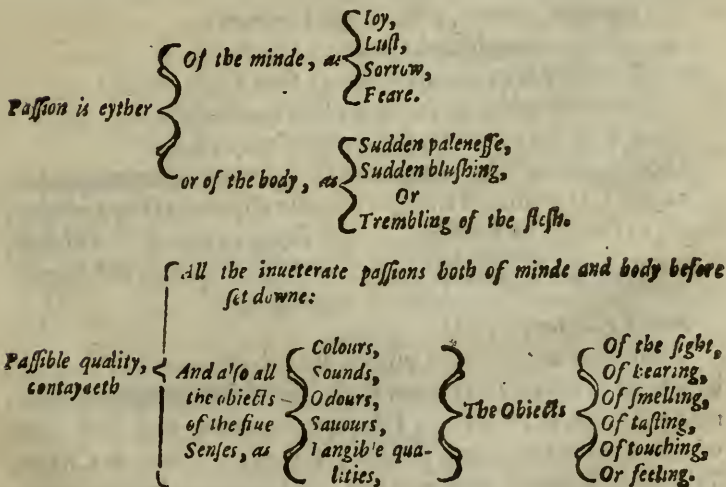 Passion is eyther
Of the minde, as
Ioy,
Lust,
Sorrow,
Feare.
or of the body, as
Sudden palenesse,
Sudden blushing,
Or
Trembling of the flesh.
Passible quality,
contayneth
All the inueterate passions both of minde and body before
set downe:
And also all
the obiects
of the fiue
Senses, as
Colours,
Sounds,
Odours,
Sauours,
Tangible qua-
lities,
The Obiects
Of the sight,
Of hearing,
Of smelling,
Of tasting,
Of touching,
Or feeling.